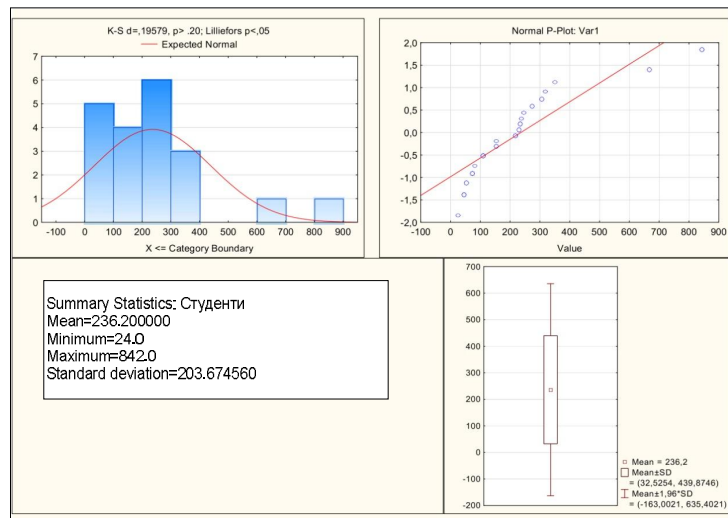 K-S d=,19579, p> .20; Lilliefors p<,05
Expected Normal
7
6
5
4
3
2
1
0
-100 0 100 200 300 400 500 600 700 800 900
X <= Category Boundary
Normal P-Plot: Var1
2,0
1,5
1,0
0,5
0,0
-0,5
-1,0
-1,5
-2,0
-100 0 100 200 300 400 500 600 700 800 900
Value
Summary Statistics: Студенти
Mean=236.200000
Minimum=24.0
Maximum=842.0
Standard deviation=203.674560
700
600
500
400
300
200
100
0
-100
-200
Mean = 236,2
Mean±SD
= (32,5254, 439,8746)
Mean±1,96*SD
= (-163,0021, 635,4021)